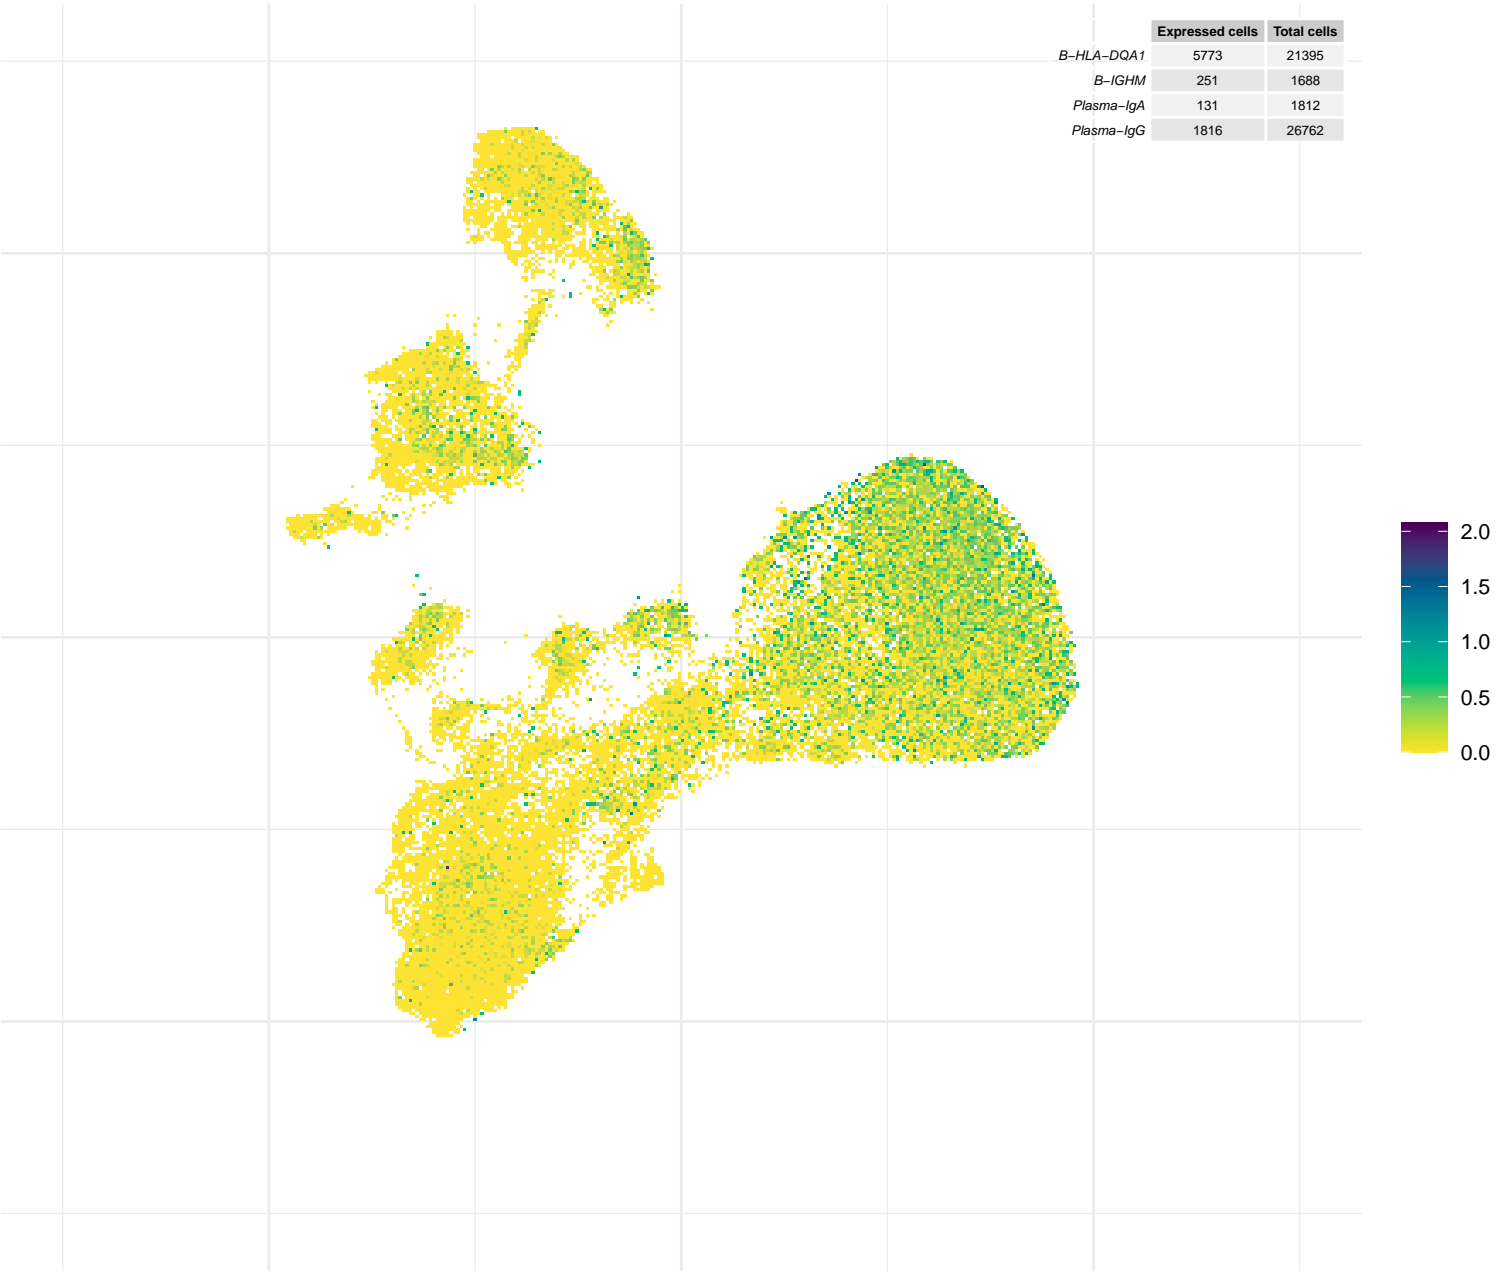 Expressed cells Total cells
B−HLA−DQA1 5773 21395
B−IGHM 251 1688
Plasma−IgA 131 1812
Plasma−IgG 1816 26762
2.0
1.5
1.0
0.5
0.0